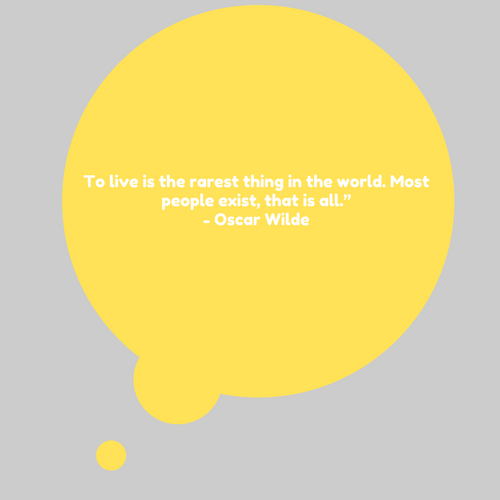 To live is the rarest thing in the world. Most
people exist, that is all.”
- Oscar Wilde